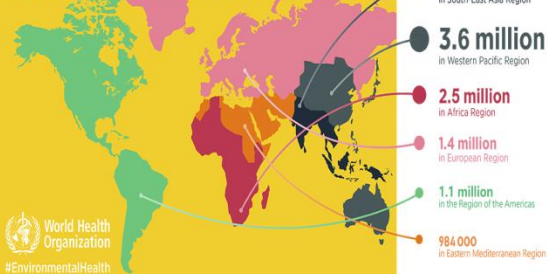 in South East Asia Region
3.6 million
in Western Pacific Region
2.5 million
in Africa Region
1.4 million
in European Region
1.1 million
in the Region of the Americas
984 000
in Eastern Mediterranean Region
World Health
Organization
#EnvironmentalHealth